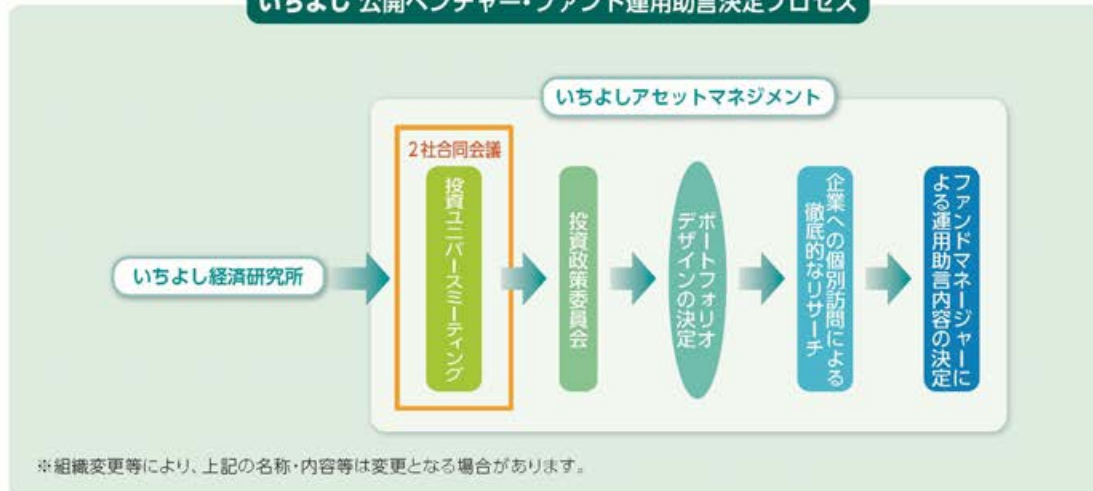 いちよし 公開ベンチャー・ファンド運用助言決定プロセス
いちよしアセットマネジメント
2社合同会議
いちよし経済研究所
投資ユニバースミーティング
投資政策委員会
ポートフォリオ
デザインの決定
企業への個別訪問による
徹底的なリサーチ
ファンドマネージャーに
よる運用助言内容の決定
※組織変更等により、上記の名称・内容等は変更となる場合があります。